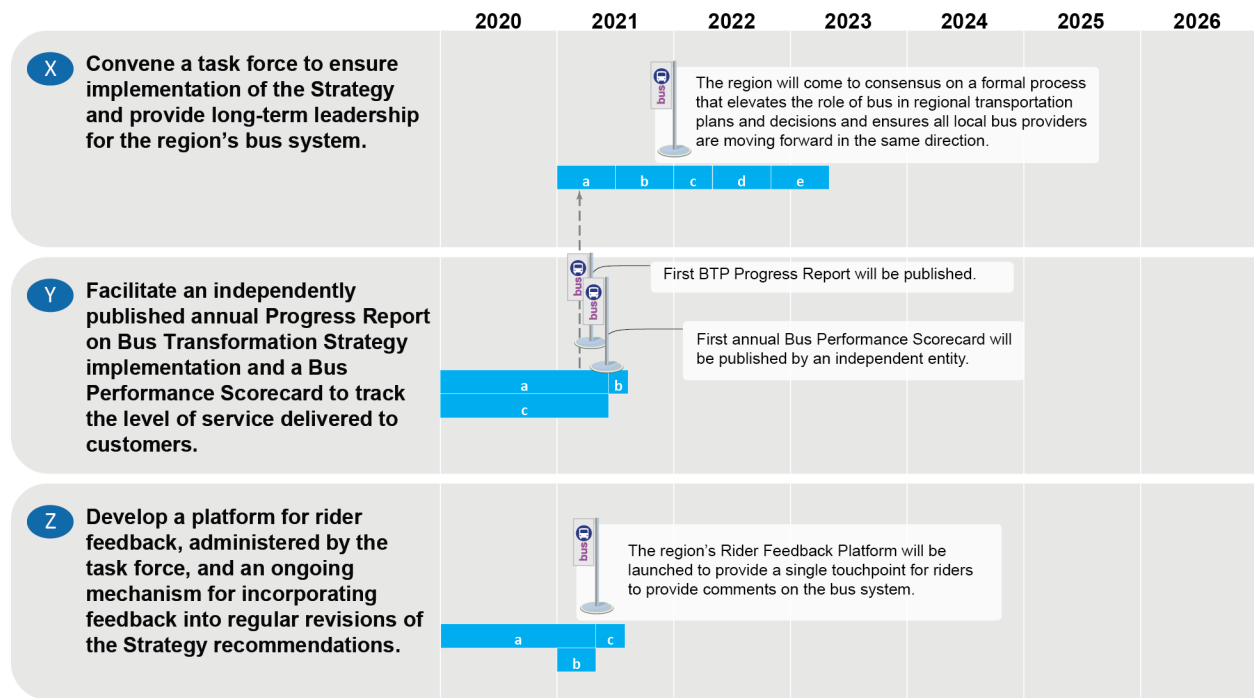 2020 2021 2022 2023 2024 2025 2026
X
Convene a task force to ensure
implementation of the Strategy
and provide long-term leadership
for the region’s bus system.
bus
The region will come to consensus on a formal process
that elevates the role of bus in regional transportation
plans and decisions and ensures all local bus providers
are moving forward in the same direction.
a b c d e
Y
Facilitate an independently
published annual Progress Report
on Bus Transformation Strategy
implementation and a Bus
Performance Scorecard to track
the level of service delivered to
customers.
bus
First BTP Progress Report will be published.
bus
First annual Bus Performance Scorecard will
be published by an independent entity.
a b
c
Z
Develop a platform for rider
feedback, administered by the
task force, and an ongoing
mechanism for incorporating
feedback into regular revisions of
the Strategy recommendations.
bus
The region’s Rider Feedback Platform will be
launched to provide a single touchpoint for riders
to provide comments on the bus system.
a c
b